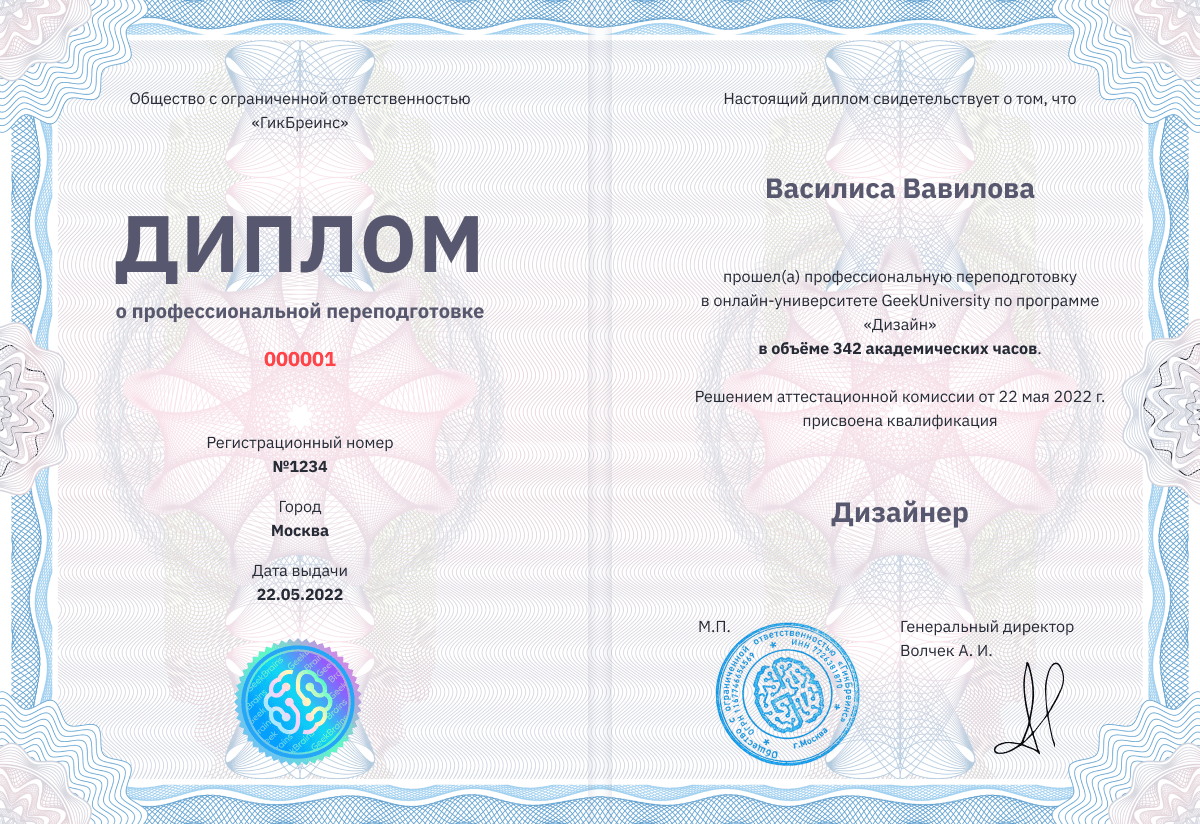 Общество с ограниченной ответственностью
«ГикБреинс»
ДИПЛОМ
о профессиональной переподготовке
000001
Регистрационный номер
№1234
Город
Москва
Дата выдачи
22.05.2022
Настоящий диплом свидетельствует о том, что
Василиса Вавилова
прошел(а) профессиональную переподготовку
в онлайн-университете GeekUniversity по программе
«Дизайн»
в объёме 342 академических часов.
Решением аттестационной комиссии от 22 мая 2022 г.
присвоена квалификация
Дизайнер
М.П.
Общество с ограниченной ответственностью «ГикБреинс»
ОГРН 1167746654569
ИНН 7726381870
г.Москва
Генеральный директор
Волчек А. И.